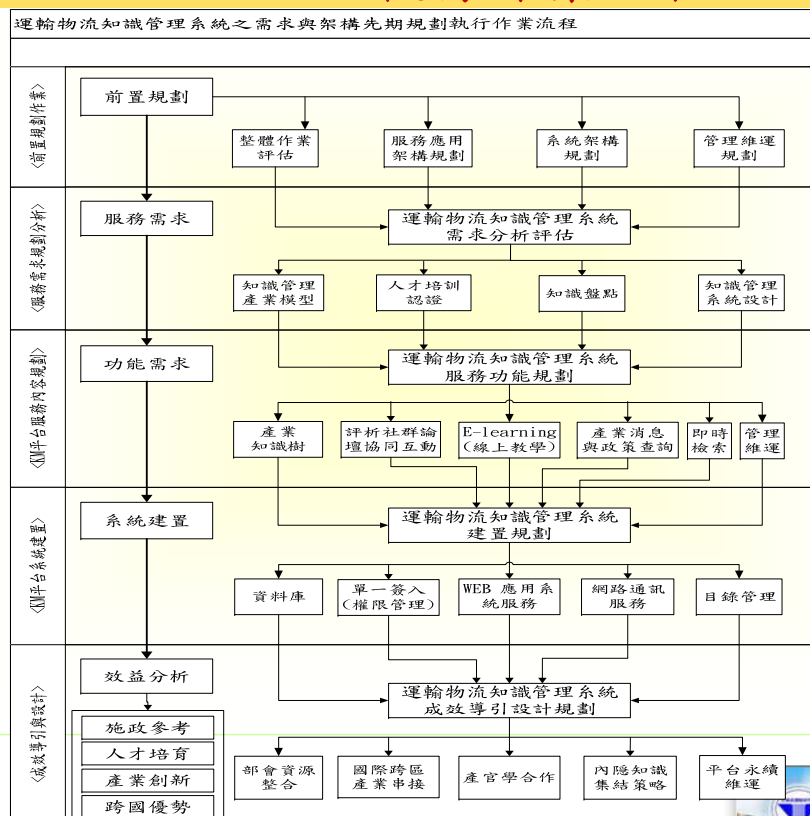 運輸物流知識管理系統之需求與架構先期規劃執行作業流程
<前置規劃作業>
前置規劃
整體作業
評估
服務應用
架構規劃
系統架構
規劃
管理維運
規劃
<服務需求規劃分析>
服務需求
運輸物流知識管理系統
需求分析評估
知識管理
產業模型
人才培訓
認證
知識盤點
知識管理
系統設計
<KM平台服務內容規劃>
功能需求
運輸物流知識管理系統
服務功能規劃
產業
知識樹
評析社群論
壇協同互動
E-learning
(線上教學)
產業消息
與政策查詢
即時
檢索
管理
維運
<KM平台系統建置>
系統建置
運輸物流知識管理系統
建置規劃
資料庫
單一簽入
(權限管理)
WEB 應用系
統服務
網路通訊
服務
目錄管理
<成效導引與設計>
效益分析
運輸物流知識管理系統
成效導引設計規劃
施政參考
人才培育
產業創新
跨國優勢
部會資源
整合
國際跨區
產業串接
產官學合作
內隱知識
集結策略
平台永續
維運